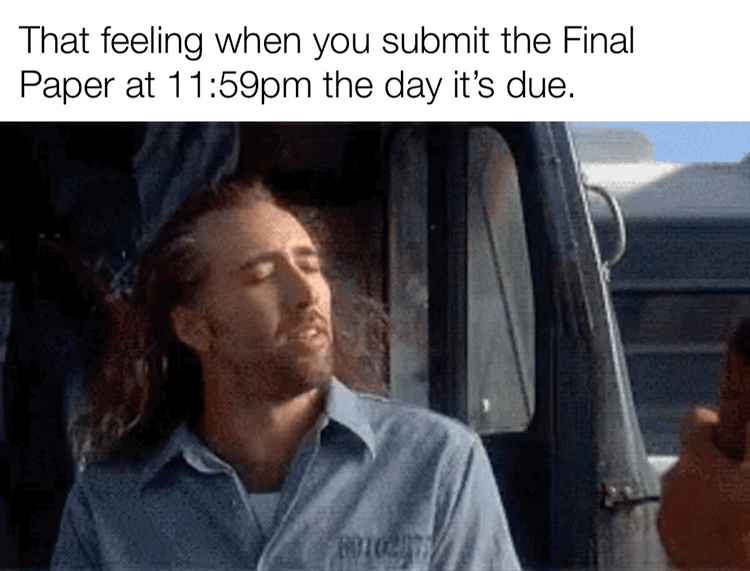 That feeling when you submit the Final
Paper at 11:59pm the day it’s due.